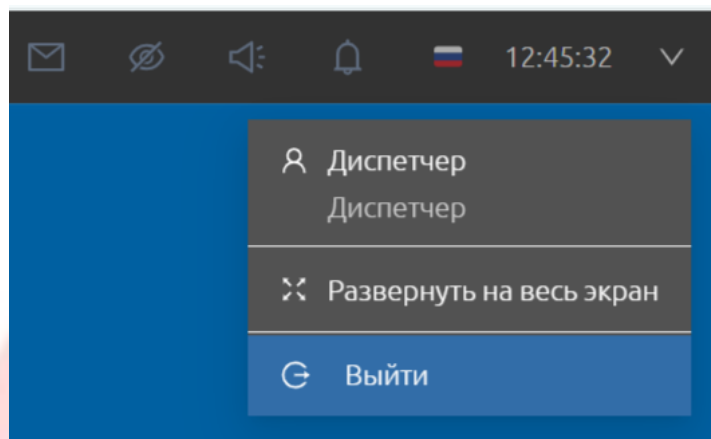 12:45:32
Диспетчер
Диспетчер
Развернуть на весь экран
Выйти